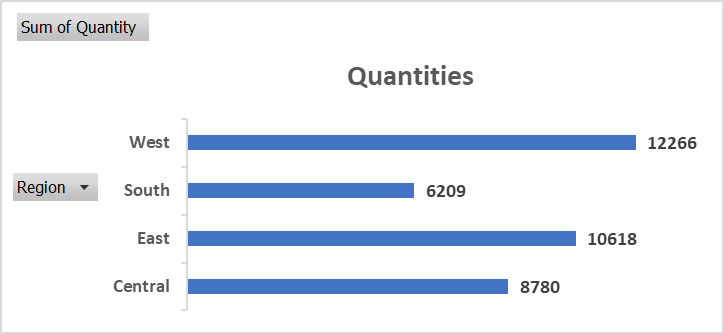 Sum of Quantity
Quantities
West 12266
Region
South 6209
East 10618
Central 8780